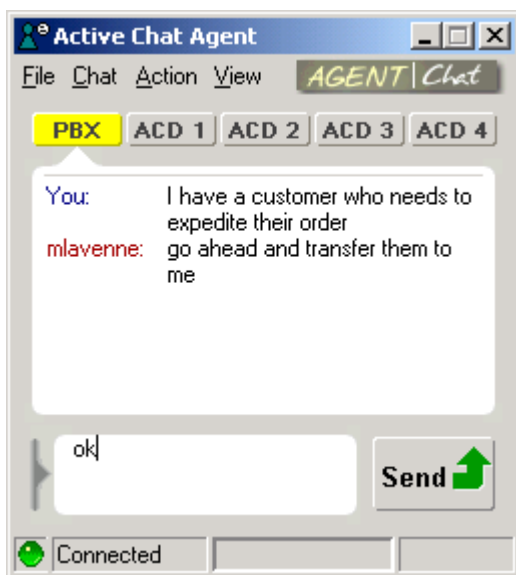 Active Chat Agent
File Chat Action View AGENT | Chat
PBX ACD 1 ACD 2 ACD 3 ACD 4
You: I have a customer who needs to
expedite their order
mlavenne: go ahead and transfer them to
me
ok
Send
Connected